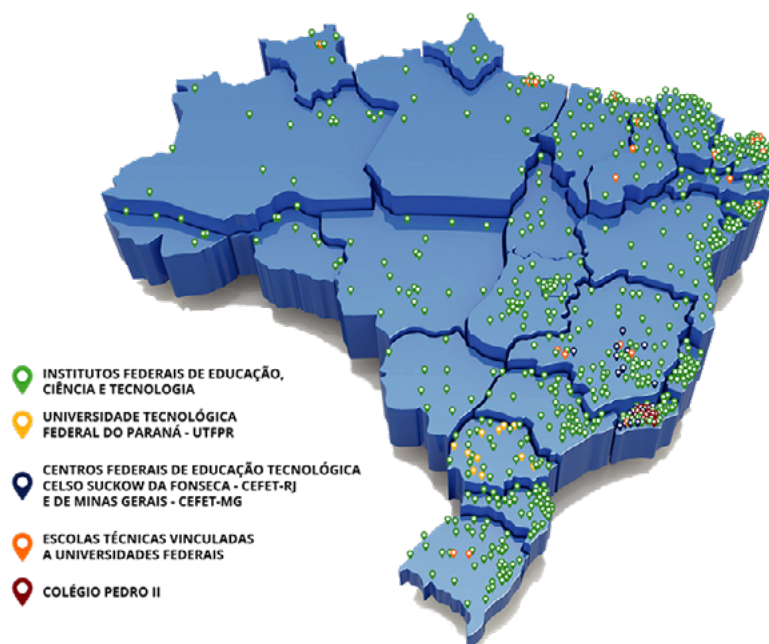 INSTITUTOS FEDERAIS DE EDUCAÇÃO,
CIÊNCIA E TECNOLOGIA
UNIVERSIDADE TECNOLÓGICA
FEDERAL DO PARANÁ - UTFPR
CENTROS FEDERAIS DE EDUCAÇÃO TECNOLÓGICA
CELSO SUCKOW DA FONSECA - CEFET-RJ
E DE MINAS GERAIS - CEFET-MG
ESCOLAS TÉCNICAS VINCULADAS
A UNIVERSIDADES FEDERAIS
COLÉGIO PEDRO II